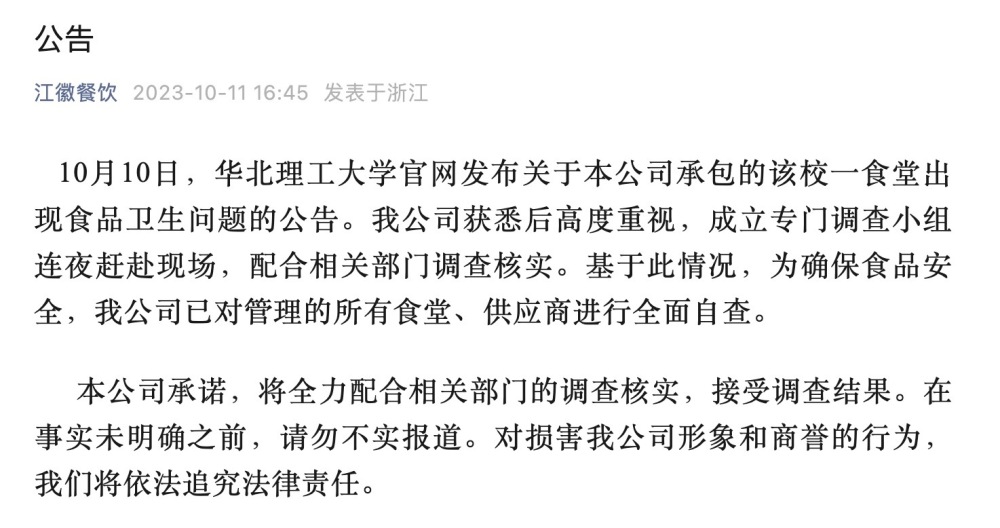 公告
江徽餐饮 2023-10-11 16:45 发表于浙江
10月10日，华北理工大学官网发布关于本公司承包的该校一食堂出
现食品卫生问题的公告。我公司获悉后高度重视，成立专门调查小组
连夜赶赴现场，配合相关部门调查核实。基于此情况，为确保食品安
全，我公司已对管理的所有食堂、供应商进行全面自查。
本公司承诺，将全力配合相关部门的调查核实，接受调查结果。在
事实未明确之前，请勿不实报道。对损害我公司形象和商誉的行为，
我们将依法追究法律责任。